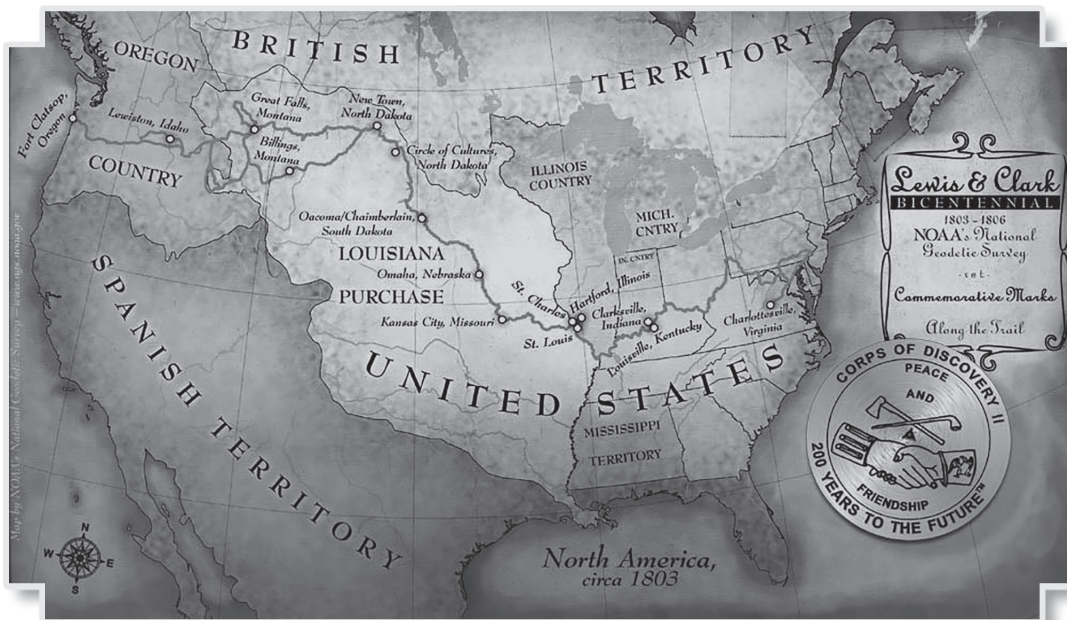 BRITISH
TERRITORY
OREGON
COUNTRY
Fort Clatsop,
Oregon
Lewiston, Idaho
Great Falls,
Montana
New Town,
North Dakota
Billings,
Montana
Circle of Cultures,
North Dakota
ILLINOIS
COUNTRY
MICH.
CNTRY
IN. CNTRY
Oacoma/Chaimberlain,
South Dakota
LOUISIANA
PURCHASE
Omaha, Nebraska
Kansas City, Missouri
St. Charles
Hartford, Illinois
St. Louis
Clarksville,
Indiana
Louisville, Kentucky
Charlottesville,
Virginia
UNITED STATES
MISSISSIPPI
TERRITORY
SPANISH TERRITORY
North America,
circa 1803
N
W E
S
Map by NOAA's National Geodetic Survey – www.ngs.noaa.gov
Lewis & Clark
BICENTENNIAL
1803 - 1806
NOAA's National
Geodetic Survey
Commemorative Marks
Along the Trail
CORPS OF DISCOVERY II
PEACE
AND
FRIENDSHIP
200 YEARS TO THE FUTURE™